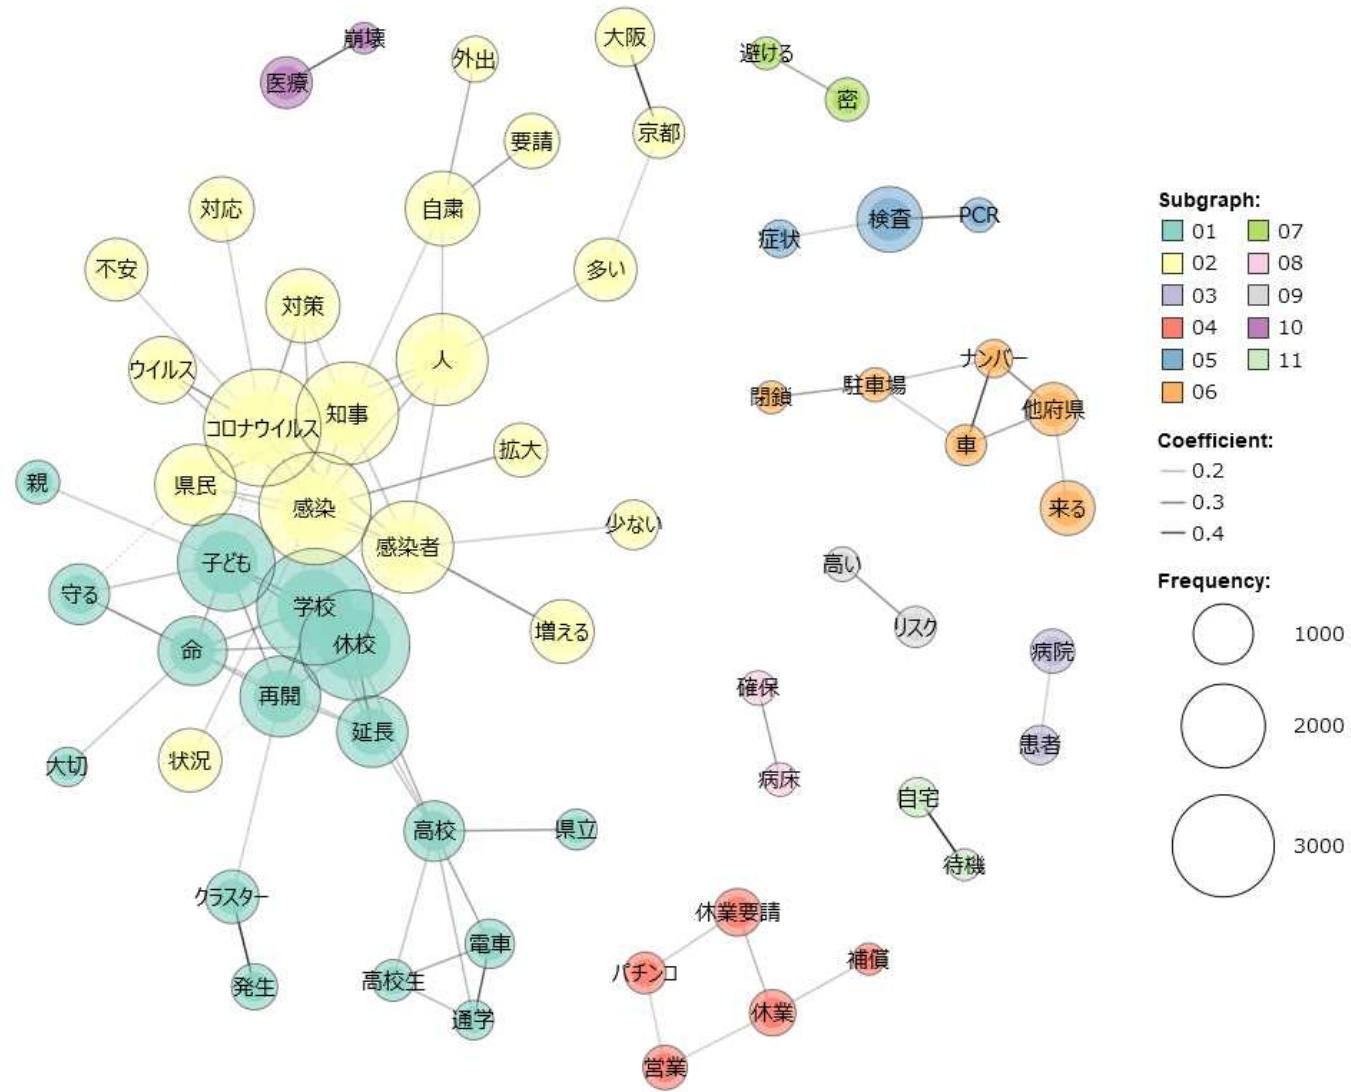 崩壊
医療
外出
大阪
避ける
密
京都
要請
対応
自粛
検査
PCR
症状
不安
対策
多い
ウイルス
人
コロナウイルス
知事
ナンバー
駐車場
閉鎖
他府県
車
拡大
県民
親
感染
来る
少ない
感染者
子ども
高い
守る
学校
リスク
増える
命
休校
病院
再開
確保
延長
患者
状況
大切
病床
自宅
高校
県立
待機
クラスター
休業要請
電車
補償
高校生
パチンコ
発生
通学
休業
営業
Subgraph:
01
02
03
04
05
06
07
08
09
10
11
Coefficient:
0.2
0.3
0.4
Frequency:
1000
2000
3000